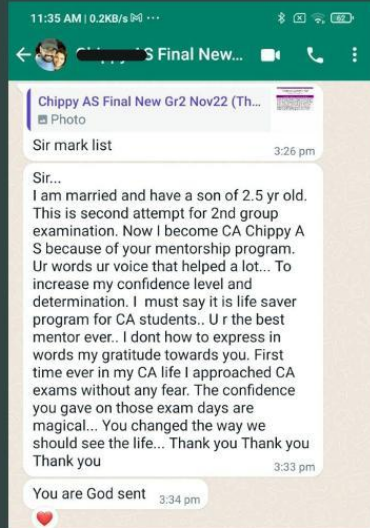 11:35 AM | 0.2KB/s ···
62
S Final New...
Chippy AS Final New Gr2 Nov22 (Th...
Photo
Sir mark list
3:26 pm
Sir...
I am married and have a son of 2.5 yr old.
This is second attempt for 2nd group
examination. Now I become CA Chippy A
S because of your mentorship program.
Ur words ur voice that helped a lot... To
increase my confidence level and
determination. I must say it is life saver
program for CA students.. U r the best
mentor ever.. I dont how to express in
words my gratitude towards you. First
time ever in my CA life I approached CA
exams without any fear. The confidence
you gave on those exam days are
magical... You changed the way we
should see the life... Thank you Thank you
Thank you
3:33 pm
You are God sent
3:34 pm